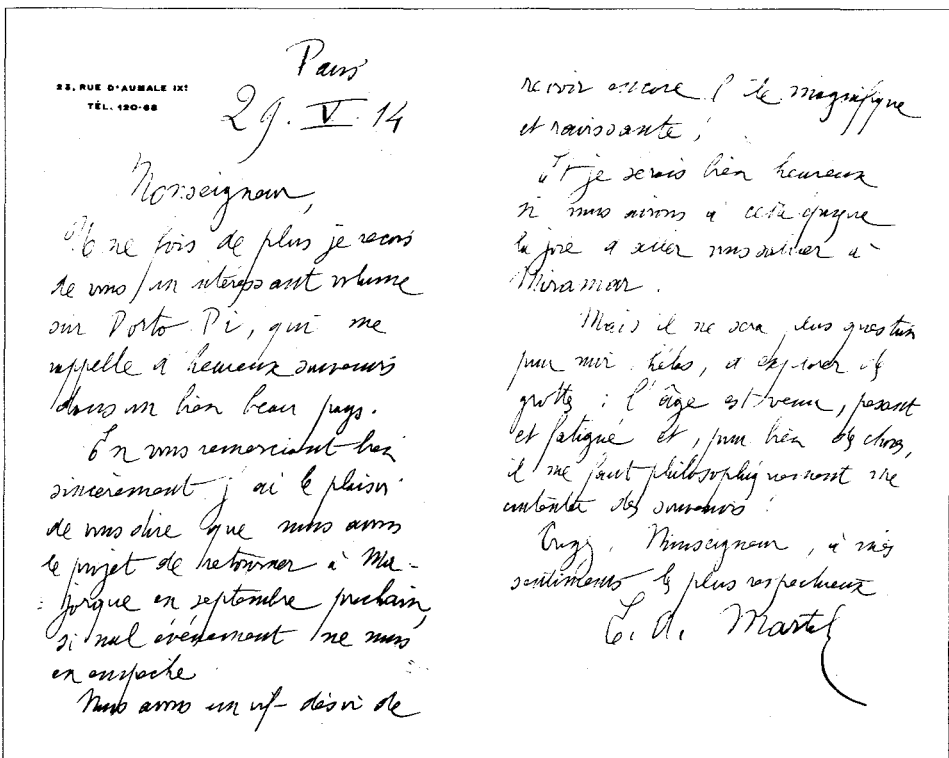 23, RUE D'AUMALE IXe
TÉL. 120-68
Paris
29. V. 14
Monseigneur,
Une fois de plus je reçois
de vous un intéressant volume
sur Porto Pi, qui me
rappelle d'heureux souvenirs
dans un bien beau pays.
En vous remerciant bien
sincèrement j'ai le plaisir
de vous dire que nous avons
le projet de retourner à Ma-
jorque en septembre prochain,
si nul événement ne nous
en empêche.
Nous avons un vif désir de
revoir encore l'île magnifique
et ravissante,
Et je serais bien heureux
si nous avions à cette époque
la joie d'aller vous saluer à
Miramar.
Mais il ne sera plus question
pour moi hélas, d'explorer des
grottes : l'âge est venu, pesant
et fatigué et, pour bien des choses,
il me faut philosophiquement me
contenter des souvenirs !
Croyez, Monseigneur, à mes
sentiments les plus respectueux
E. A. Martel